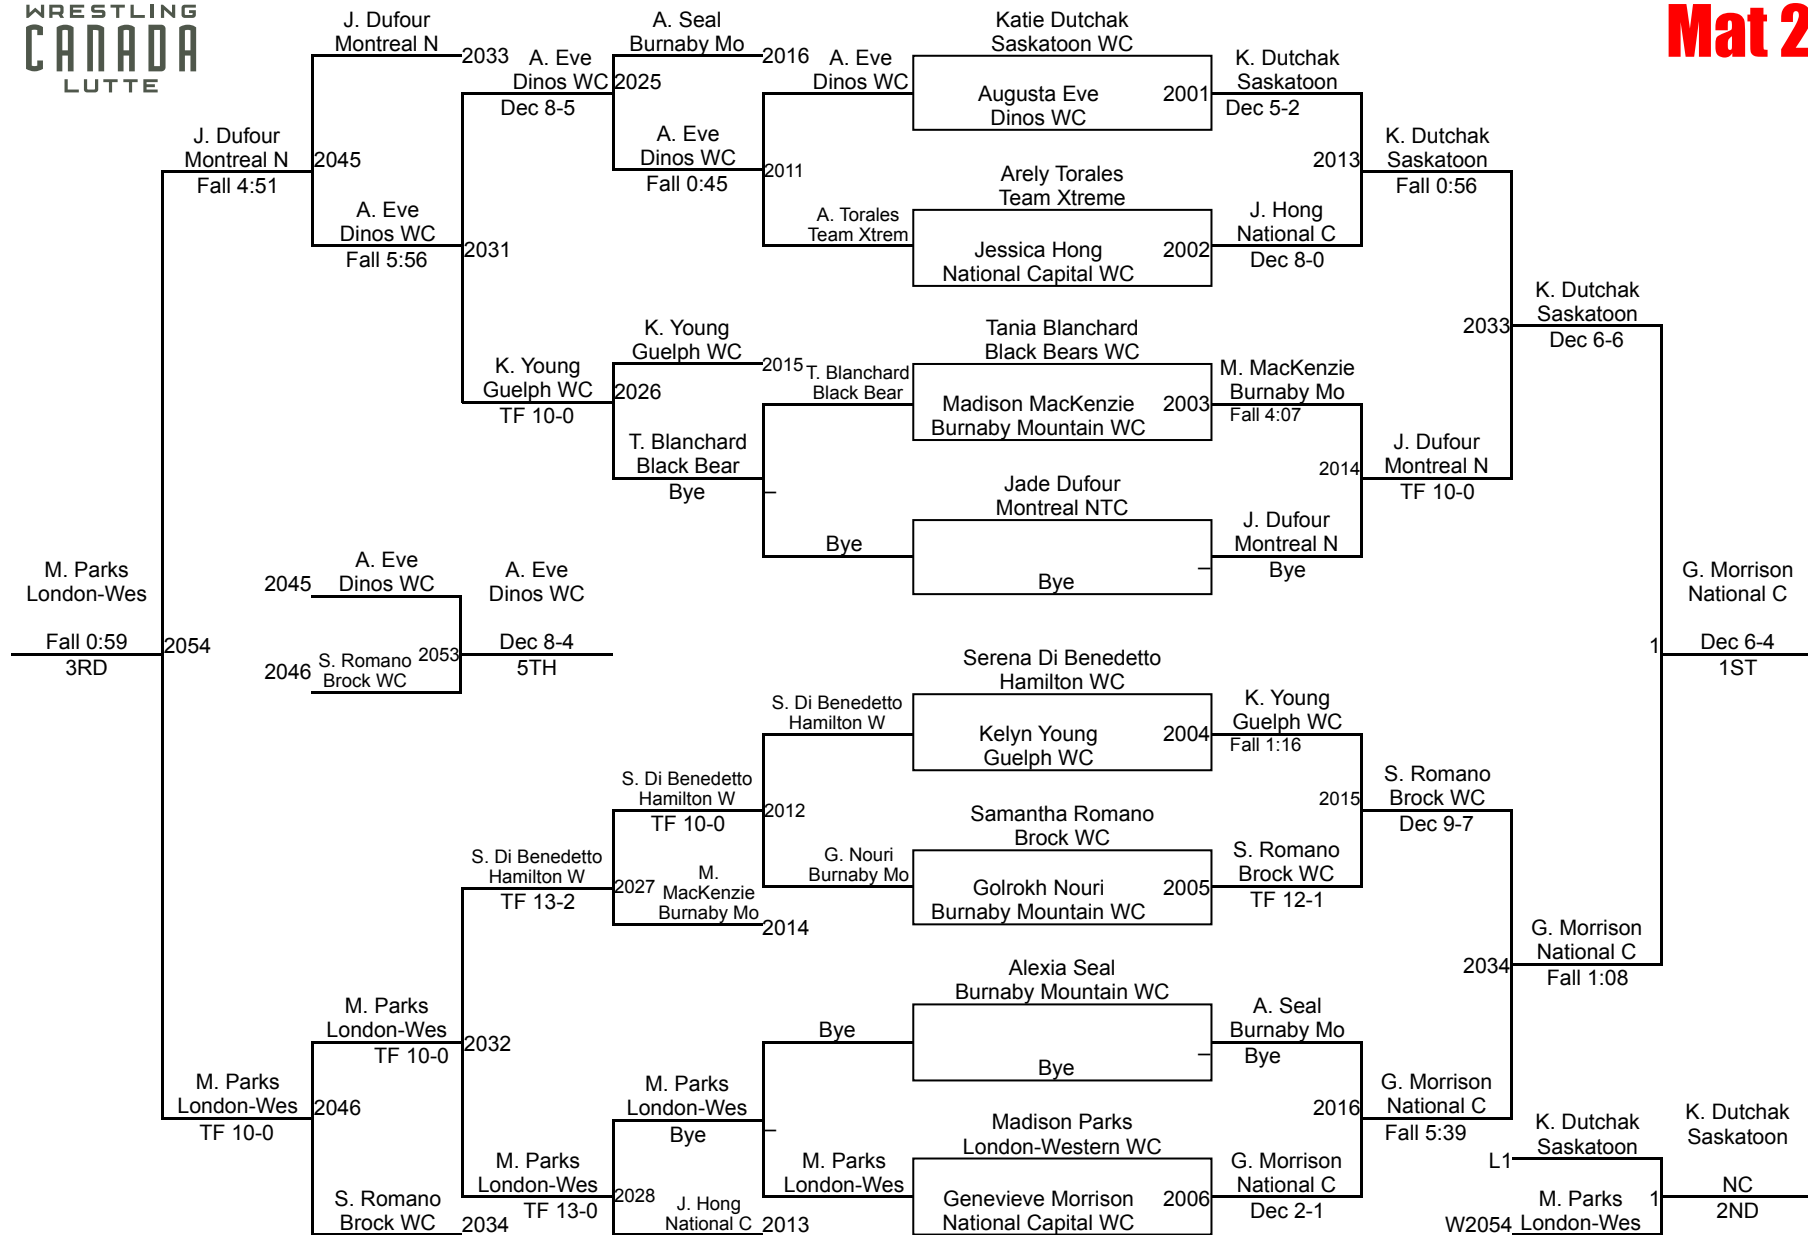 WRESTLING
CANADA
LUTTE
Mat 2
J. Dufour
Montreal N
2033
A. Eve
Dinos WC
Dec 8-5
A. Seal
Burnaby Mo
2016
2025
A. Eve
Dinos WC
Katie Dutchak
Saskatoon WC
Augusta Eve
Dinos WC
2001
K. Dutchak
Saskatoon
Dec 5-2
J. Dufour
Montreal N
Fall 4:51
2045
A. Eve
Dinos WC
Fall 0:45
2011
K. Dutchak
Saskatoon
Fall 0:56
2013
A. Eve
Dinos WC
Fall 5:56
2031
A. Torales
Team Xtrem
Arely Torales
Team Xtreme
Jessica Hong
National Capital WC
2002
J. Hong
National C
Dec 8-0
K. Dutchak
Saskatoon
Dec 6-6
2033
K. Young
Guelph WC
TF 10-0
K. Young
Guelph WC
2015
2026
T. Blanchard
Black Bear
Tania Blanchard
Black Bears WC
Madison MacKenzie
Burnaby Mountain WC
2003
M. MacKenzie
Burnaby Mo
Fall 4:07
T. Blanchard
Black Bear
Bye
–
2014
J. Dufour
Montreal N
TF 10-0
Bye
Jade Dufour
Montreal NTC
Bye
–
J. Dufour
Montreal N
Bye
M. Parks
London-Wes
Fall 0:59
3RD
2054
2045
A. Eve
Dinos WC
2046
S. Romano
Brock WC
2053
A. Eve
Dinos WC
Dec 8-4
5TH
G. Morrison
National C
1
Dec 6-4
1ST
S. Di Benedetto
Hamilton W
Serena Di Benedetto
Hamilton WC
Kelyn Young
Guelph WC
2004
K. Young
Guelph WC
Fall 1:16
S. Di Benedetto
Hamilton W
TF 10-0
2012
2015
S. Romano
Brock WC
Dec 9-7
S. Di Benedetto
Hamilton W
TF 13-2
2027
M.
MacKenzie
Burnaby Mo
2014
G. Nouri
Burnaby Mo
Samantha Romano
Brock WC
Golrokh Nouri
Burnaby Mountain WC
2005
S. Romano
Brock WC
TF 12-1
2034
G. Morrison
National C
Fall 1:08
M. Parks
London-Wes
TF 10-0
2032
Bye
Alexia Seal
Burnaby Mountain WC
Bye
–
A. Seal
Burnaby Mo
Bye
M. Parks
London-Wes
TF 10-0
2046
M. Parks
London-Wes
Bye
–
2016
G. Morrison
National C
Fall 5:39
S. Romano
Brock WC
2034
M. Parks
London-Wes
TF 13-0
2028
J. Hong
National C
2013
M. Parks
London-Wes
Madison Parks
London-Western WC
Genevieve Morrison
National Capital WC
2006
G. Morrison
National C
Dec 2-1
L1
K. Dutchak
Saskatoon
W2054
M. Parks
London-Wes
1
K. Dutchak
Saskatoon
NC
2ND